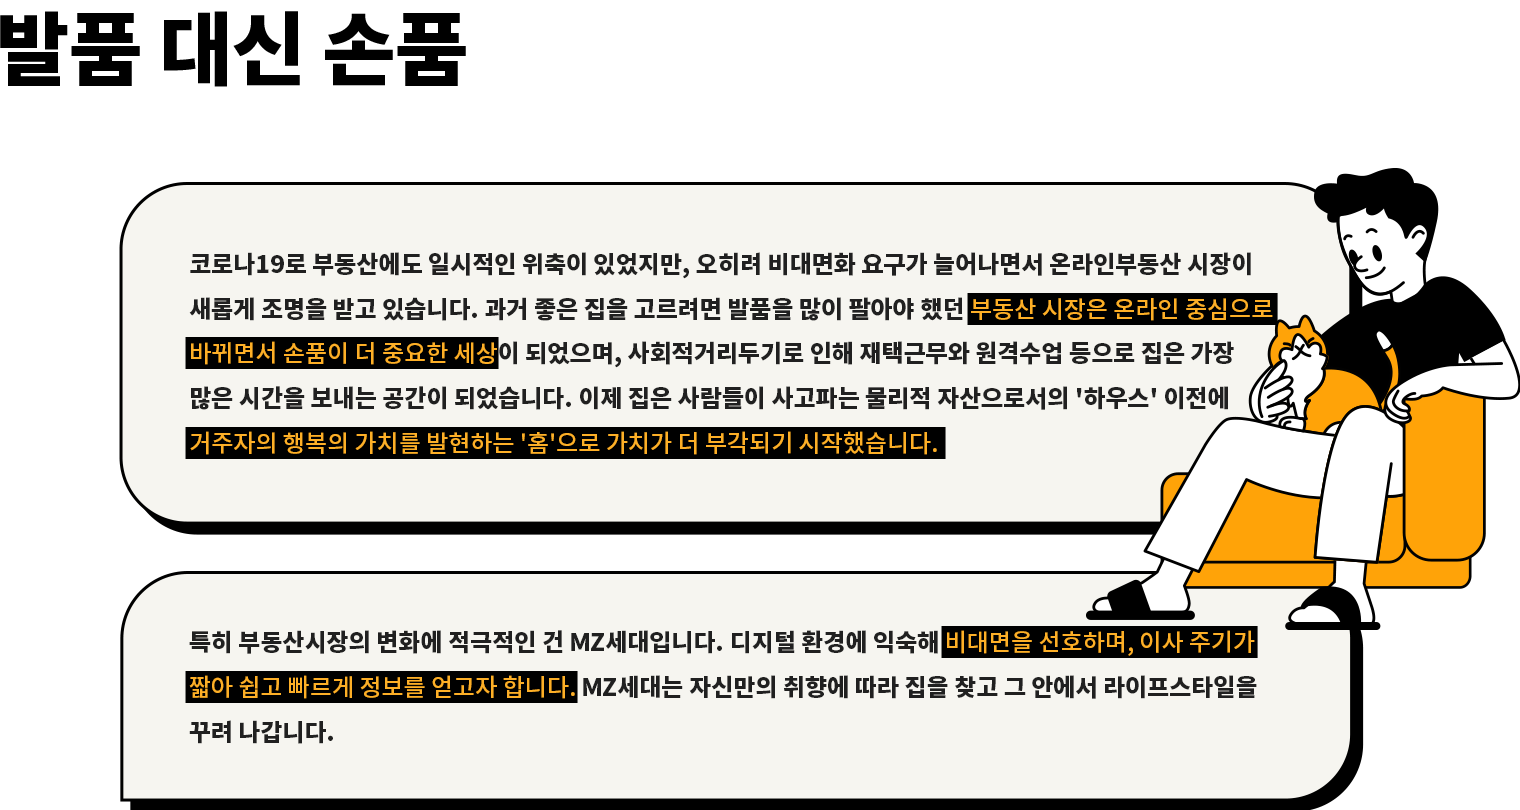 발품 대신 손품
코로나19로 부동산에도 일시적인 위축이 있었지만, 오히려 비대면화 요구가 늘어나면서 온라인부동산 시장이
새롭게 조명을 받고 있습니다. 과거 좋은 집을 고르려면 발품을 많이 팔아야 했던 부동산 시장은 온라인 중심으로
바뀌면서 손품이 더 중요한 세상이 되었으며, 사회적거리두기로 인해 재택근무와 원격수업 등으로 집은 가장
많은 시간을 보내는 공간이 되었습니다. 이제 집은 사람들이 사고파는 물리적 자산으로서의 '하우스' 이전에
거주자의 행복의 가치를 발현하는 '홈'으로 가치가 더 부각되기 시작했습니다.
특히 부동산시장의 변화에 적극적인 건 MZ세대입니다. 디지털 환경에 익숙해 비대면을 선호하며, 이사 주기가
짧아 쉽고 빠르게 정보를 얻고자 합니다. MZ세대는 자신만의 취향에 따라 집을 찾고 그 안에서 라이프스타일을
꾸려 나갑니다.